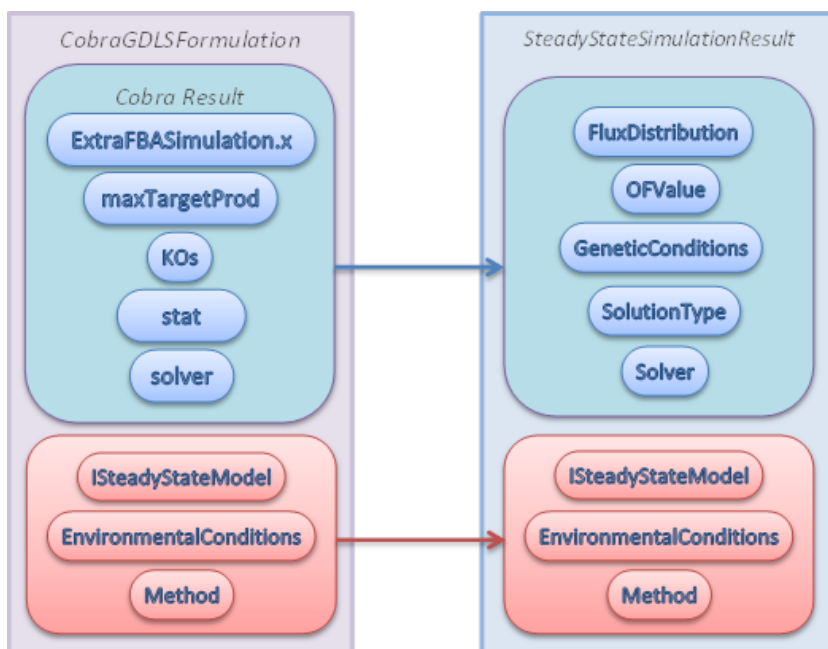 CobraGDLSFormulation
Cobra Result
ExtraFBASimulation.x
maxTargetProd
KOs
stat
solver
ISteadyStateModel
EnvironmentalConditions
Method
SteadyStateSimulationResult
FluxDistribution
OFValue
GeneticConditions
SolutionType
Solver
ISteadyStateModel
EnvironmentalConditions
Method